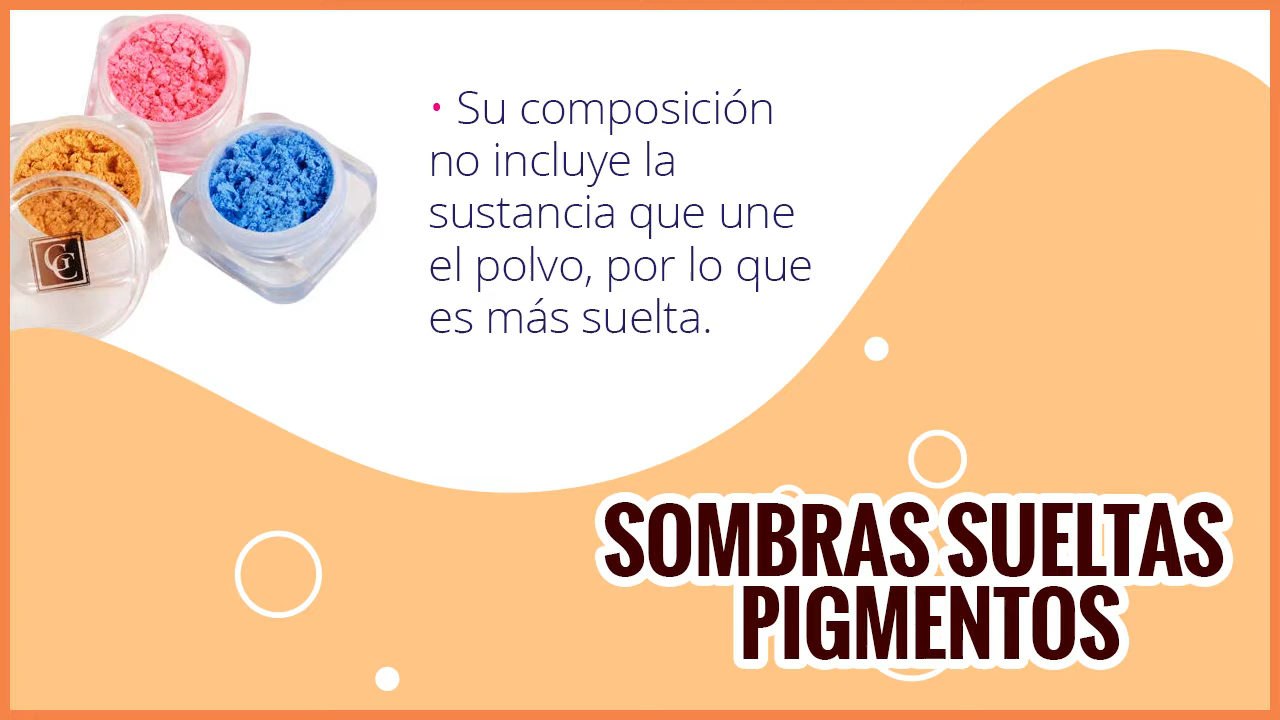 • Su composición
no incluye la
sustancia que une
el polvo, por lo que
es más suelta.
SOMBRAS SUELTAS
PIGMENTOS